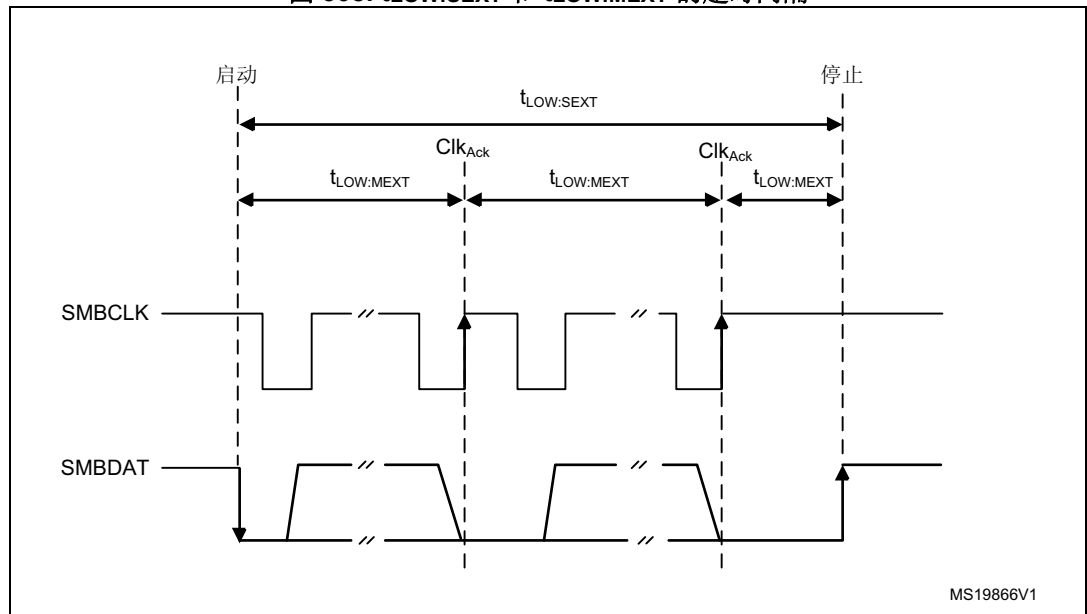 启动
停止
tLOW:SEXT
ClkAck
ClkAck
tLOW:MEXT
tLOW:MEXT
tLOW:MEXT
SMBCLK
SMBDAT
MS19866V1